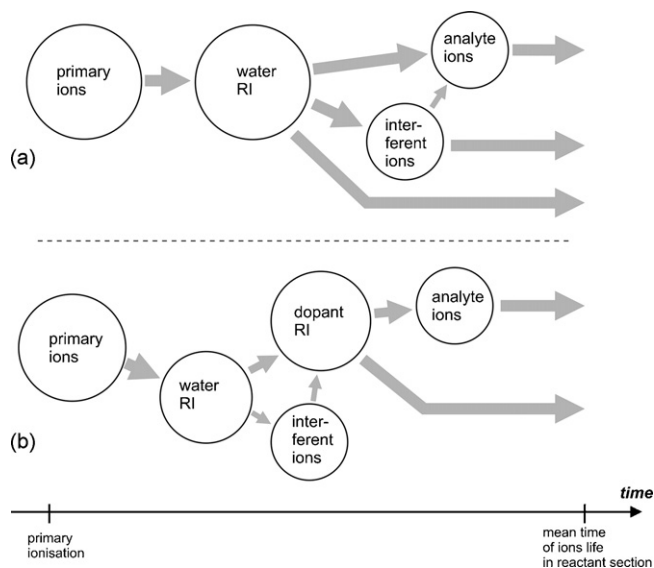 primary
ions
water
RI
analyte
ions
inter-
ferent
ions
(a)
primary
ions
water
RI
dopant
RI
analyte
ions
inter-
ferent
ions
(b)
time
primary
ionisation
mean time
of ions life
in reactant section